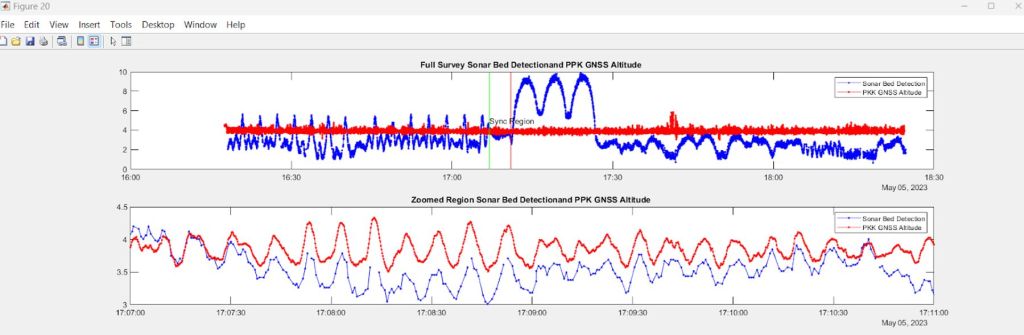 Figure 20
File Edit View Insert Tools Desktop Window Help
Full Survey Sonar Bed Detectionand PPK GNSS Altitude
10
8
6
4
2
0
Sync Region
Sonar Bed Detection
PKK GNSS Altitude
16:00 16:30 17:00 17:30 18:00 18:30
May 05, 2023
Zoomed Region Sonar Bed Detectionand PPK GNSS Altitude
4.5
4
3.5
3
Sonar Bed Detection
PKK GNSS Altitude
17:07:00 17:07:30 17:08:00 17:08:30 17:09:00 17:09:30 17:10:00 17:10:30 17:11:00
May 05, 2023